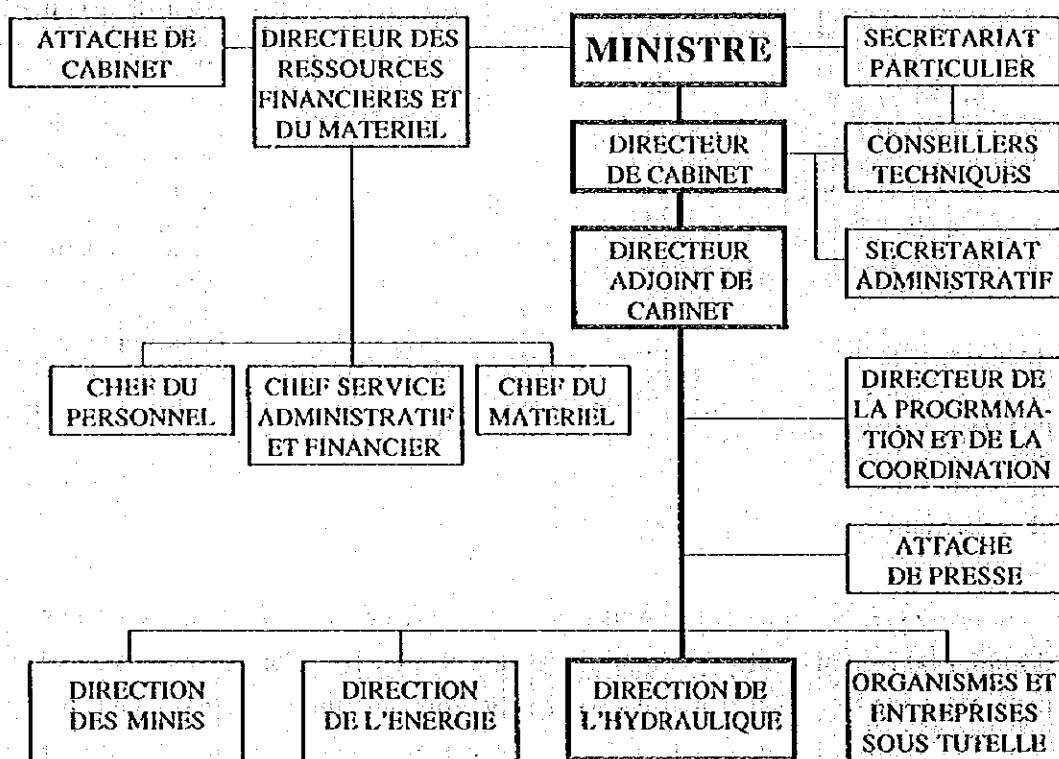 ATTACHE DE
CABINET
DIRECTEUR DES
RESSOURCES
FINANCIERES ET
DU MATERIEL
MINISTRE
SECRETARIAT
PARTICULIER
DIRECTEUR
DE CABINET
CONSEILLERS
TECHNIQUES
DIRECTEUR
ADJOINT DE
CABINET
SECRETARIAT
ADMINISTRATIF
CHEF DU
PERSONNEL
CHEF SERVICE
ADMINISTRATIF
ET FINANCIER
CHEF DU
MATERIEL
DIRECTEUR DE
LA PROGRMMA-
TION ET DE LA
COORDINATION
ATTACHE
DE PRESSE
DIRECTION
DES MINES
DIRECTION
DE L'ENERGIE
DIRECTION DE
L'HYDRAULIQUE
ORGANISMES ET
ENTREPRISES
SOUS TUTELLE